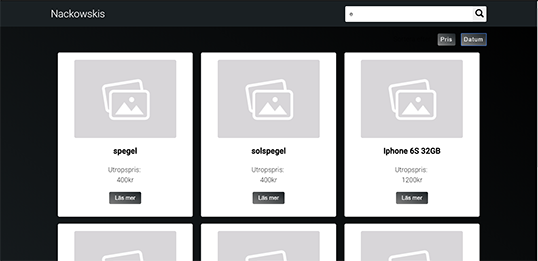 Nackowskis
e
Pris Datum
spegel
Utropspris:
400kr
Läs mer
solspegel
Utropspris:
400kr
Läs mer
Iphone 6S 32GB
Utropspris:
1200kr
Läs mer